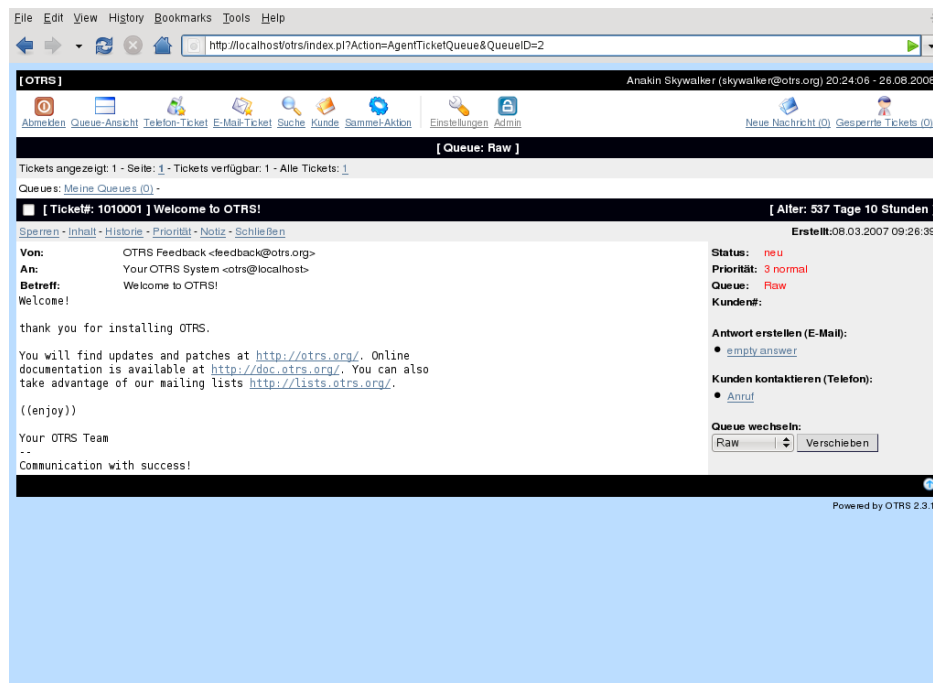 File Edit View History Bookmarks Tools Help
http://localhost/otrs/index.pl?Action=AgentTicketQueue&QueueID=2
[ OTRS ] Anakin Skywalker (skywalker@otrs.org) 20:24:06 - 26.08.2008
Abmelden Queue-Ansicht Telefon-Ticket E-Mail-Ticket Suche Kunde Sammel-Aktion Einstellungen Admin Neue Nachricht (0) Gesperrte Tickets (0)
[ Queue: Raw ]
Tickets angezeigt: 1 - Seite: 1 - Tickets verfügbar: 1 - Alle Tickets: 1
Queues: Meine Queues (0) -
[ Ticket#: 1010001 ] Welcome to OTRS! [ Alter: 537 Tage 10 Stunden ]
Sperren - Inhalt - Historie - Priorität - Notiz - Schließen Erstellt:08.03.2007 09:26:39
Von: OTRS Feedback <feedback@otrs.org>
An: Your OTRS System <otrs@localhost>
Betreff: Welcome to OTRS!
Welcome!
thank you for installing OTRS.
You will find updates and patches at http://otrs.org/. Online
documentation is available at http://doc.otrs.org/. You can also
take advantage of our mailing lists http://lists.otrs.org/.
((enjoy))
Your OTRS Team
--
Communication with success!
Status: neu
Priorität: 3 normal
Queue: Raw
Kunden#:
Antwort erstellen (E-Mail):
empty answer
Kunden kontaktieren (Telefon):
Anruf
Queue wechseln:
Raw Verschieben
Powered by OTRS 2.3.1